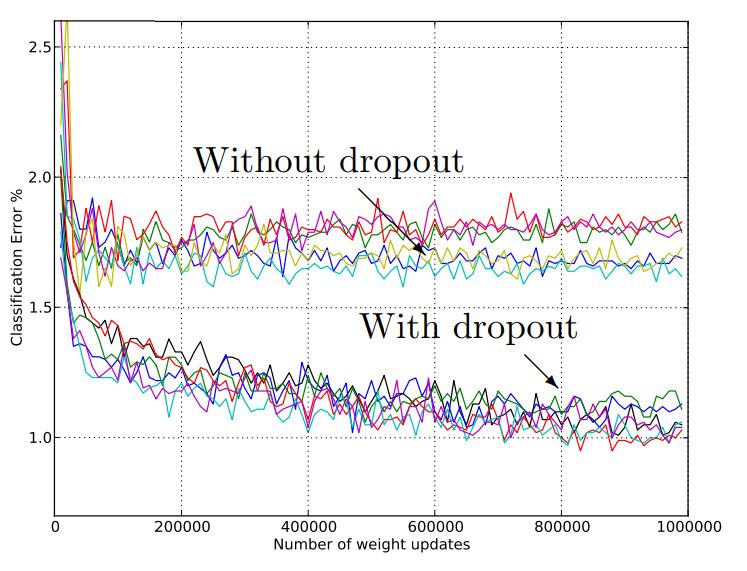 2.5
2.0
1.5
1.0
Classification Error %
Without dropout
With dropout
0
200000
400000
600000
800000
1000000
Number of weight updates